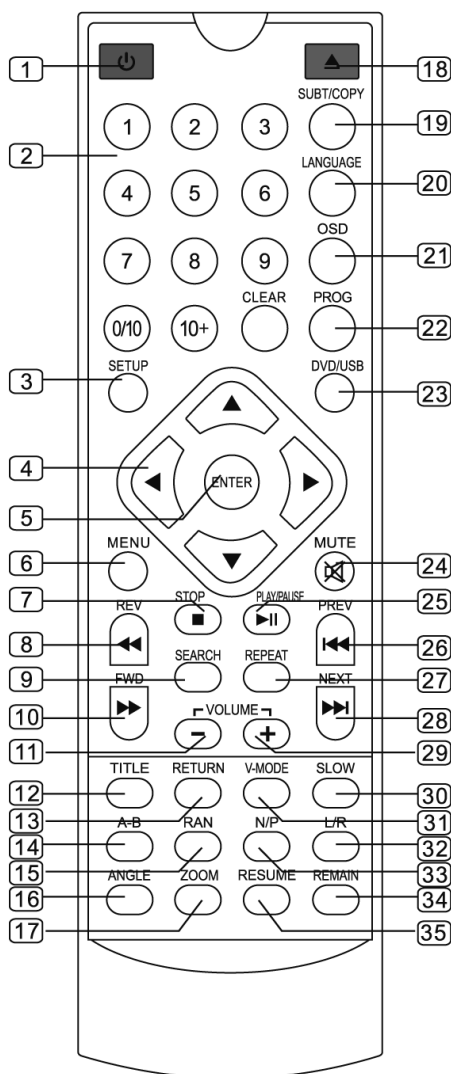 1
18
SUBT/COPY
1 2 3
19
2
LANGUAGE
20
4 5 6
OSD
21
7 8 9
CLEAR PROG
0/10 10+
22
SETUP
DVD/USB
3
23
4
ENTER
5
MENU
MUTE
6
24
7
STOP PLAY/PAUSE
25
REV
PREV
8
26
SEARCH REPEAT
9
27
FWD
NEXT
10
28
VOLUME
- +
11
29
TITLE RETURN V-MODE SLOW
12
30
13
31
A-B RAN N/P L/R
14
32
15
33
ANGLE ZOOM RESUME REMAIN
16
34
17
35